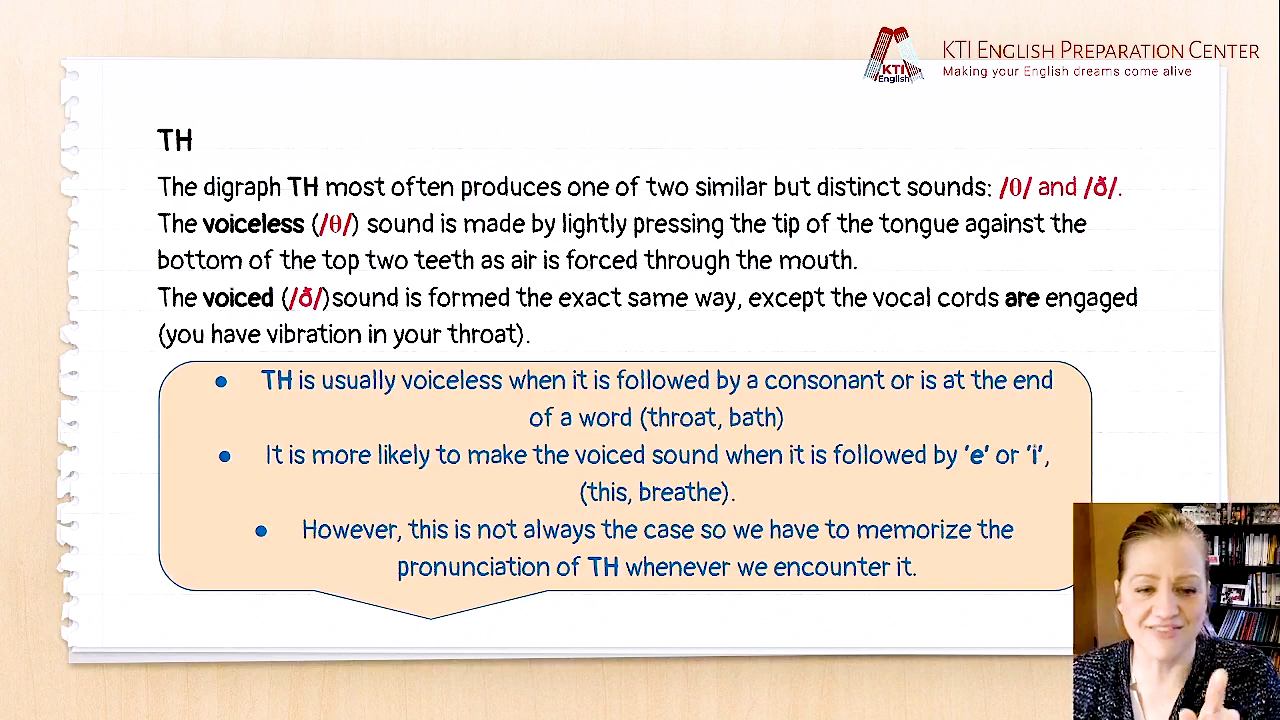 KTI ENGLISH PREPARATION CENTER
Making your English dreams come alive
KTI
English
TH
The digraph TH most often produces one of two similar but distinct sounds: /θ/ and /ð/.
The voiceless (/θ/) sound is made by lightly pressing the tip of the tongue against the
bottom of the top two teeth as air is forced through the mouth.
The voiced (/ð/)sound is formed the exact same way, except the vocal cords are engaged
(you have vibration in your throat).
● TH is usually voiceless when it is followed by a consonant or is at the end
of a word (throat, bath)
● It is more likely to make the voiced sound when it is followed by 'e' or 'i',
(this, breathe).
● However, this is not always the case so we have to memorize the
pronunciation of TH whenever we encounter it.